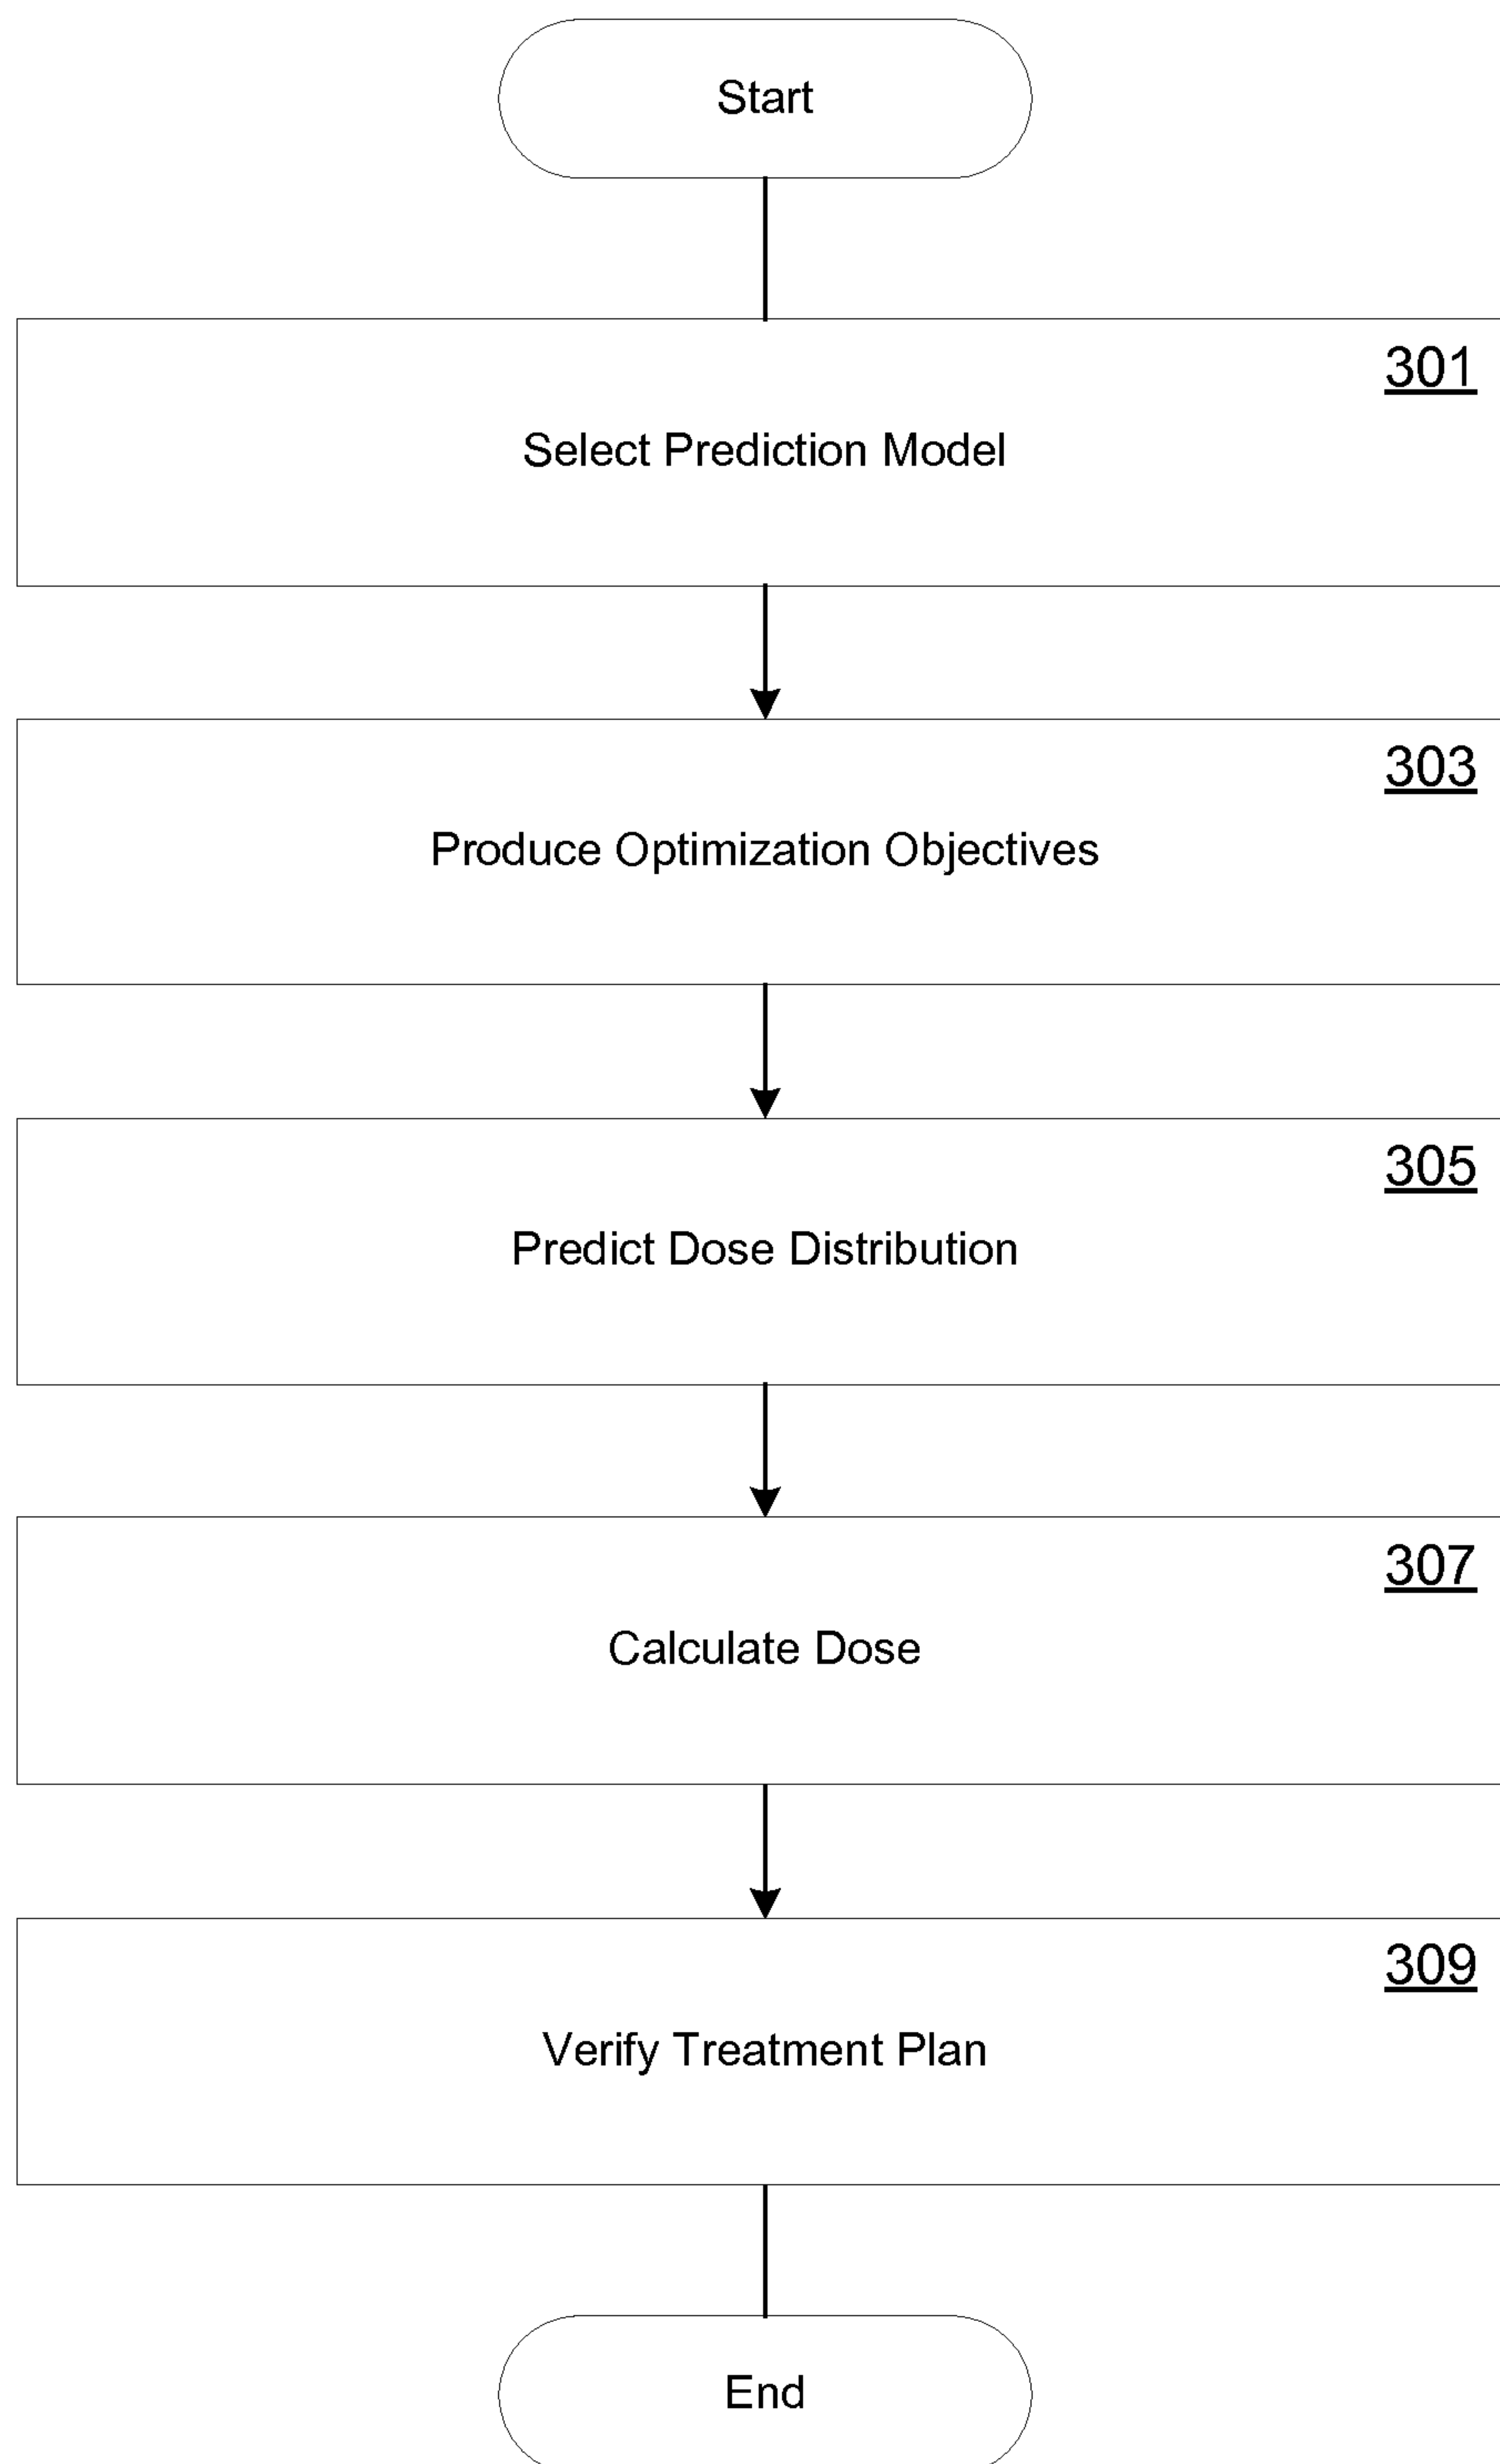 Start
301
Select Prediction Model
303
Produce Optimization Objectives
305
Predict Dose Distribution
307
Calculate Dose
309
Verify Treatment Plan
End